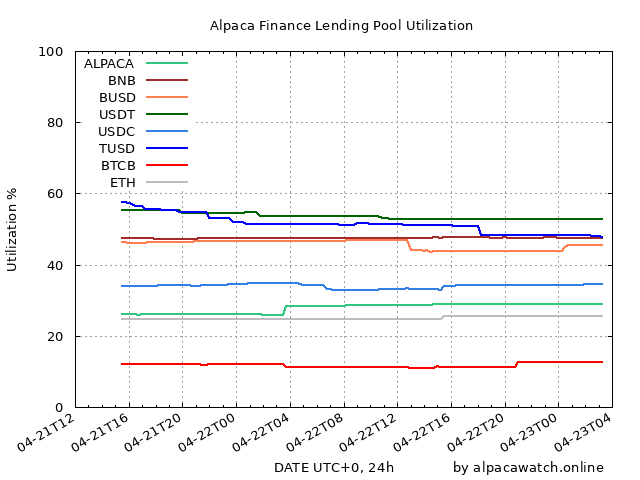 Alpaca Finance Lending Pool Utilization
100
80
60
40
20
0
Utilization %
ALPACA
BNB
BUSD
USDT
USDC
TUSD
BTCB
ETH
04-21T12
04-21T16
04-21T20
04-22T00
04-22T04
04-22T08
04-22T12
04-22T16
04-22T20
04-23T00
04-23T04
DATE UTC+0, 24h
by alpacawatch.online